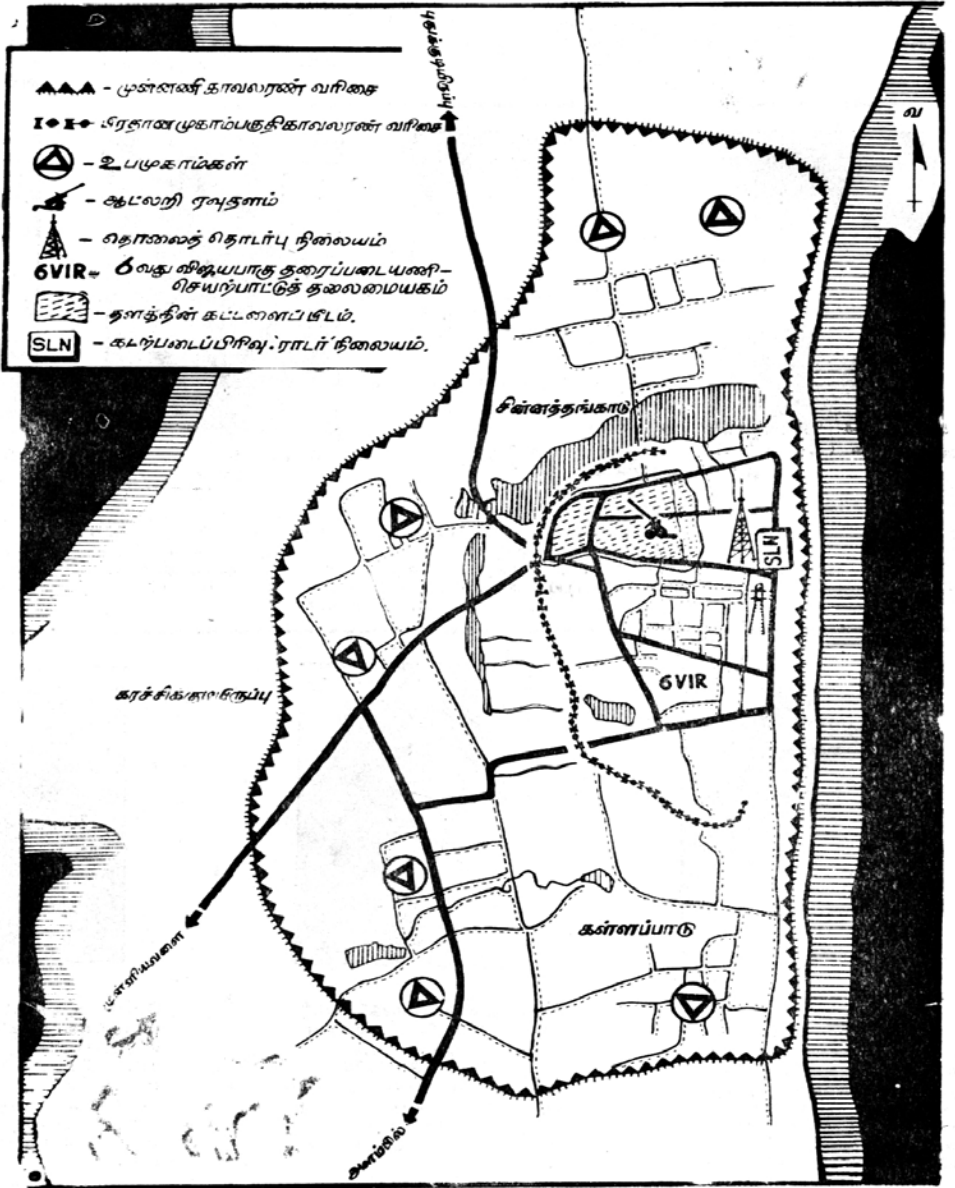 புதுக்குடியிருப்பு
- முன்னணி காவலரண் வரிசை
- பிரதானமுகாம்பகுதிகாவலரண் வரிசை
- உபமுகாம்கள்
- ஆட்லறி ஏவுதளம்
- தொலைத் தொடர்பு நிலையம்
6VIR - 6வது விஜயபாகு தரைப்படையணி -
செயற்பாட்டுத் தலைமையகம்
- தளத்தின் கட்டளைப்பீடம்.
SLN - கடற்படைப்பிரிவு. ராடர் நிலையம்.
வ
சின்னத்தங்காடு
SLN
6VIR
கள்ளப்பாடு
முள்ளியவளை
அளம்பில்